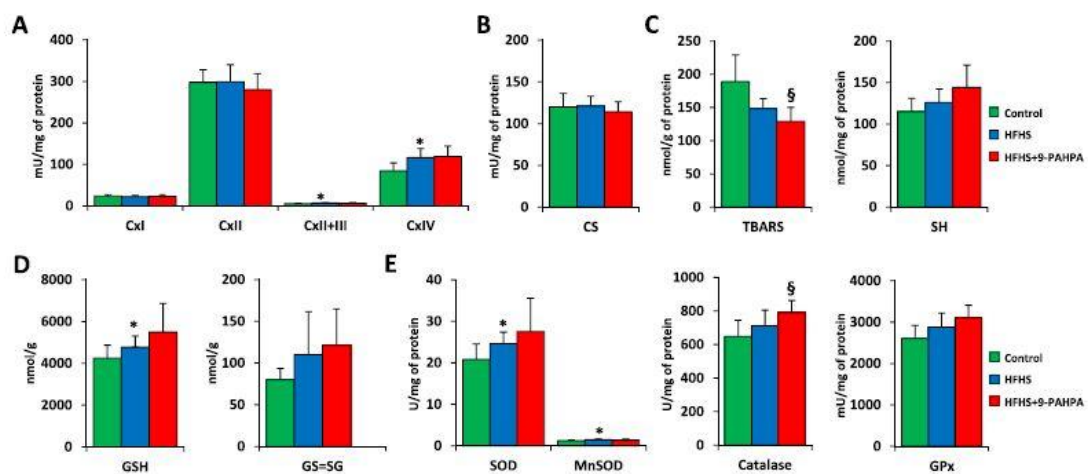 A
mU/mg of protein
400
300
200
100
0
*
*
CxI
CxII
CxII+III
CxIV
B
mU/mg of protein
200
150
100
50
0
CS
C
nmol/g of protein
200
150
100
50
0
§
TBARS
nmol/mg of protein
200
150
100
50
0
SH
Control
HFHS
HFHS+9-PAHPA
D
nmol/g
8000
6000
4000
2000
0
*
GSH
nmol/g
200
150
100
50
0
GS=SG
E
U/mg of protein
40
30
20
10
0
*
*
SOD
MnSOD
U/mg of protein
1000
800
600
400
200
0
§
Catalase
mU/mg of protein
4000
3000
2000
1000
0
GPx
Control
HFHS
HFHS+9-PAHPA